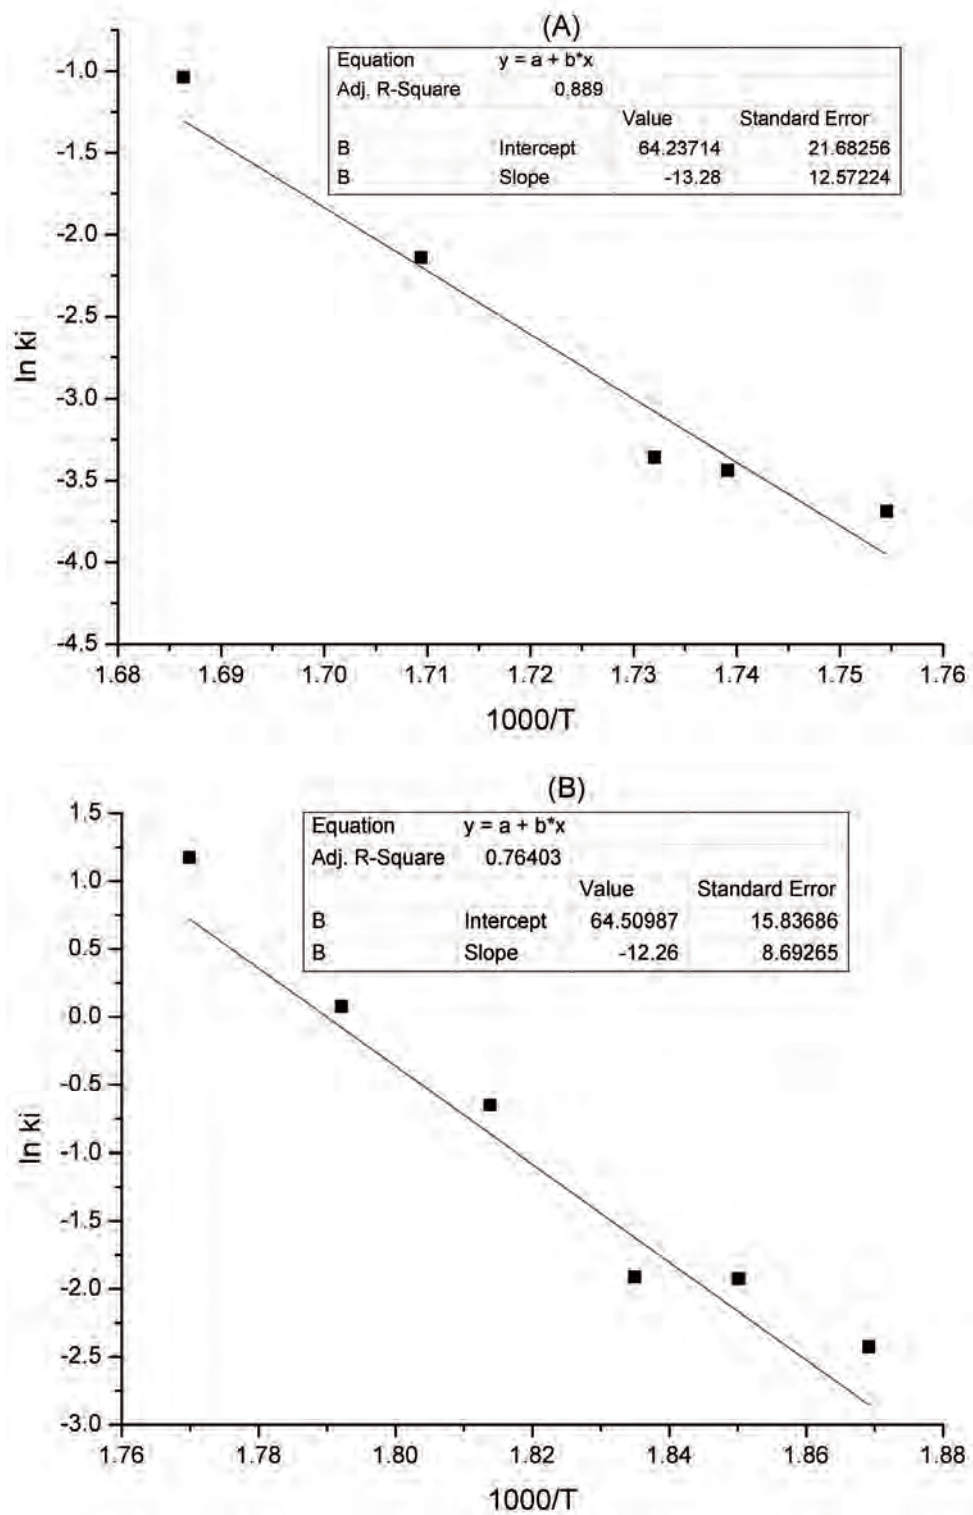 (A)
Equation y = a + b*x
Adj. R-Square 0.889
Value Standard Error
B Intercept 64.23714 21.68256
B Slope -13.28 12.57224
-1.0
-1.5
-2.0
-2.5
-3.0
-3.5
-4.0
-4.5
ln ki
1.68 1.69 1.70 1.71 1.72 1.73 1.74 1.75 1.76
1000/T
(B)
Equation y = a + b*x
Adj. R-Square 0.76403
Value Standard Error
B Intercept 64.50987 15.83686
B Slope -12.26 8.69265
1.5
1.0
0.5
0.0
-0.5
-1.0
-1.5
-2.0
-2.5
-3.0
ln ki
1.76 1.78 1.80 1.82 1.84 1.86 1.88
1000/T